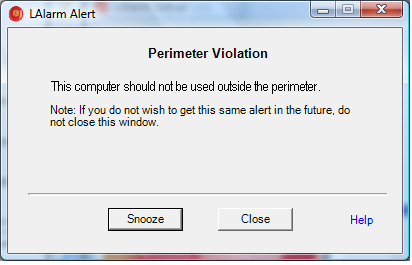 LAlarm Alert
Perimeter Violation
This computer should not be used outside the perimeter.
Note: If you do not wish to get this same alert in the future, do
not close this window.
Snooze
Close
Help